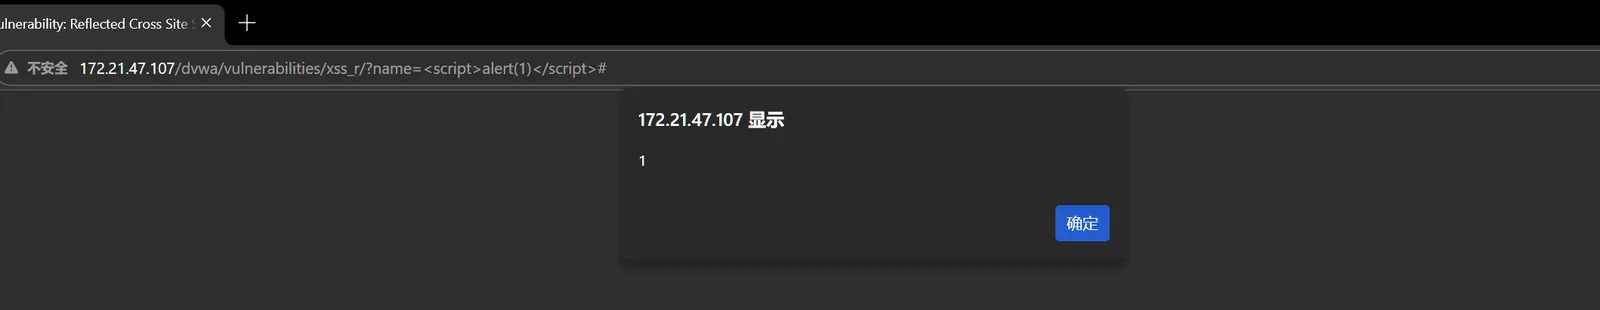 ulnerability: Reflected Cross Site S
不安全 172.21.47.107/dvwa/vulnerabilities/xss_r/?name=<script>alert(1)</script>#
172.21.47.107 显示
1
确定